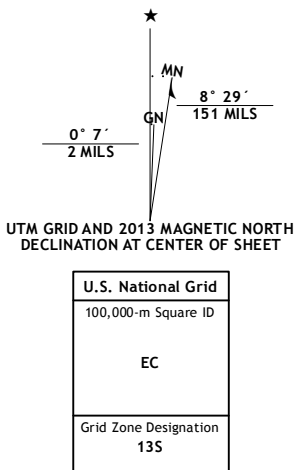 ★
MN
GN
8° 29´
151 MILS
0° 7´
2 MILS
UTM GRID AND 2013 MAGNETIC NORTH
DECLINATION AT CENTER OF SHEET
U.S. National Grid
100,000-m Square ID
EC
Grid Zone Designation
13S